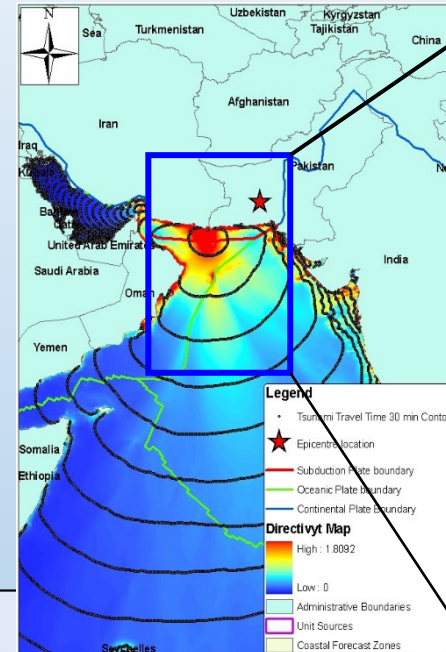 N
Uzbekistan
Kyrgyzstan
Sea
Turkmenistan
Tajikistan
China
Afghanistan
Iran
Iraq
Pakistan
United Arab Emirates
Saudi Arabia
India
Oman
Yemen
Somalia
Ethiopia
Seychelles
Legend
Tsunami Travel Time 30 min Conto
Epicentre location
Subduction Plate boundary
Oceanic Plate boundary
Continental Plate Boundary
Directivyt Map
High : 1.8092
Low : 0
Administrative Boundaries
Unit Sources
Coastal Forecast Zones